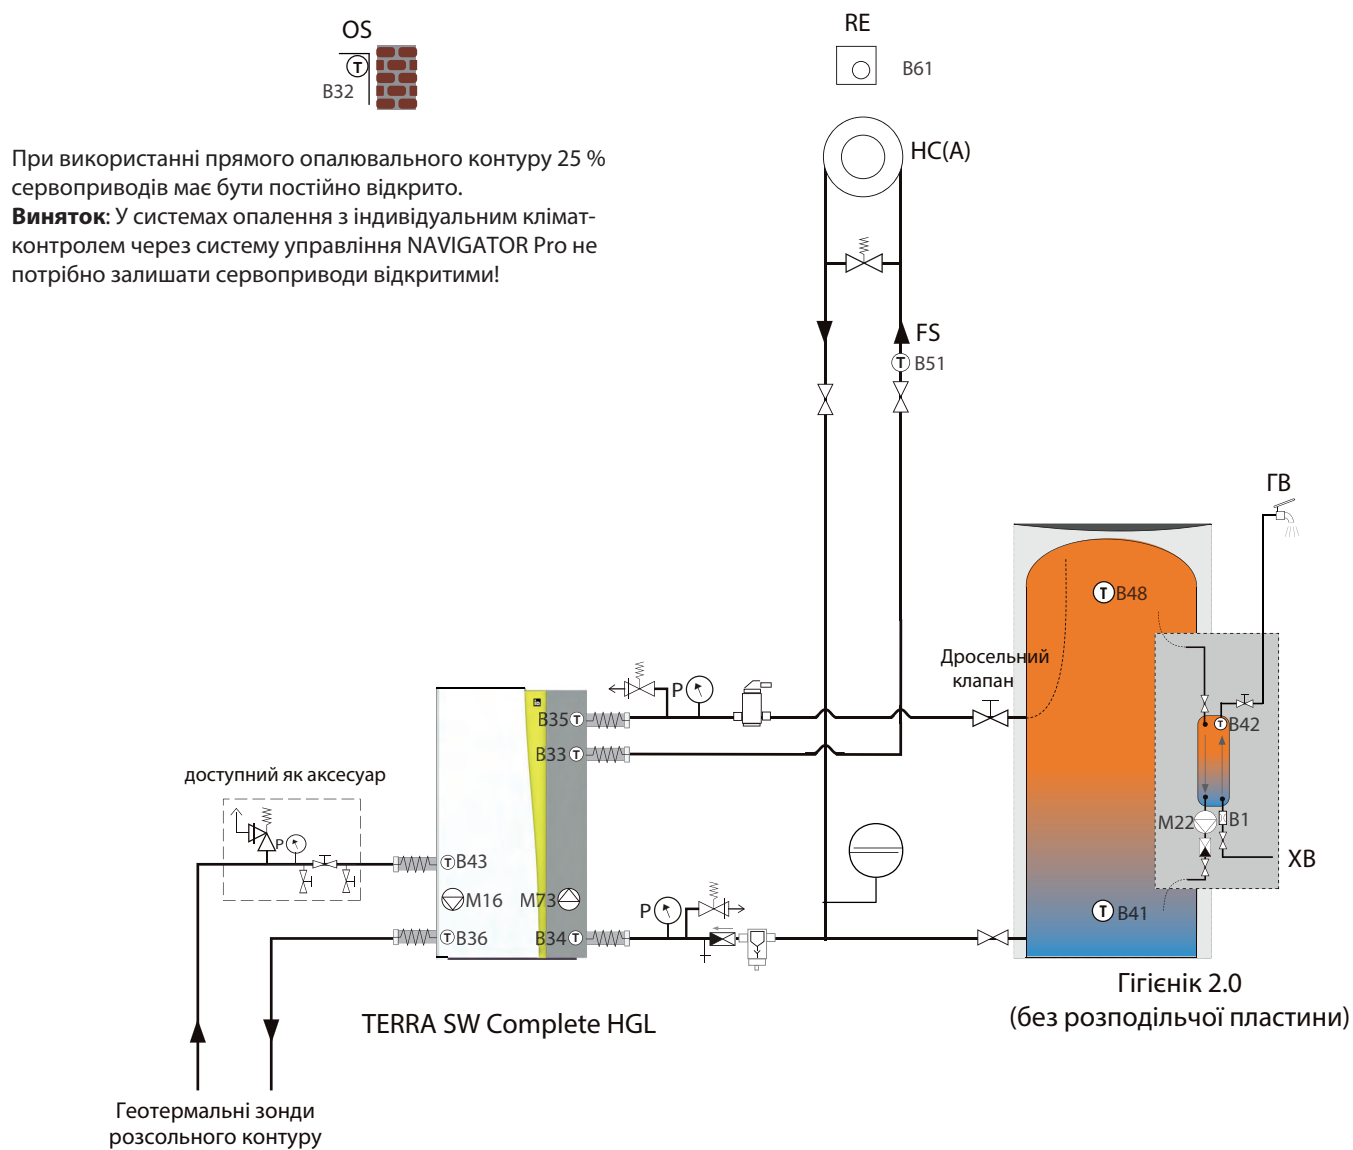 OS
T
B32
RE
B61
При використанні прямого опалювального контуру 25 %
сервоприводів має бути постійно відкрито.
Виняток: У системах опалення з індивідуальним клімат-
контролем через систему управління NAVIGATOR Pro не
потрібно залишати сервоприводи відкритими!
HC(A)
FS
T B51
ГВ
T B48
Дросельний
клапан
P
B35 T
B33 T
T
B42
доступний як аксесуар
P
M22
B1
ХВ
T B43
M16
M73
P
T B36
B34 T
T B41
Гігієнік 2.0
(без розподільчої пластини)
TERRA SW Complete HGL
Геотермальні зонди
розсольного контуру